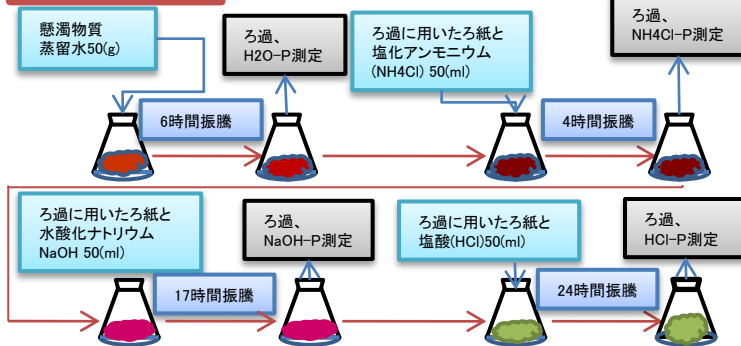 懸濁物質
蒸留水50(g)
ろ過、
H2O-P測定
ろ過に用いたろ紙と
塩化アンモニウム
(NH4Cl) 50(ml)
ろ過、
NH4Cl-P測定
6時間振騰
4時間振騰
ろ過に用いたろ紙と
水酸化ナトリウム
NaOH 50(ml)
ろ過、
NaOH-P測定
ろ過に用いたろ紙と
塩酸(HCl)50(ml)
ろ過、
HCl-P測定
17時間振騰
24時間振騰